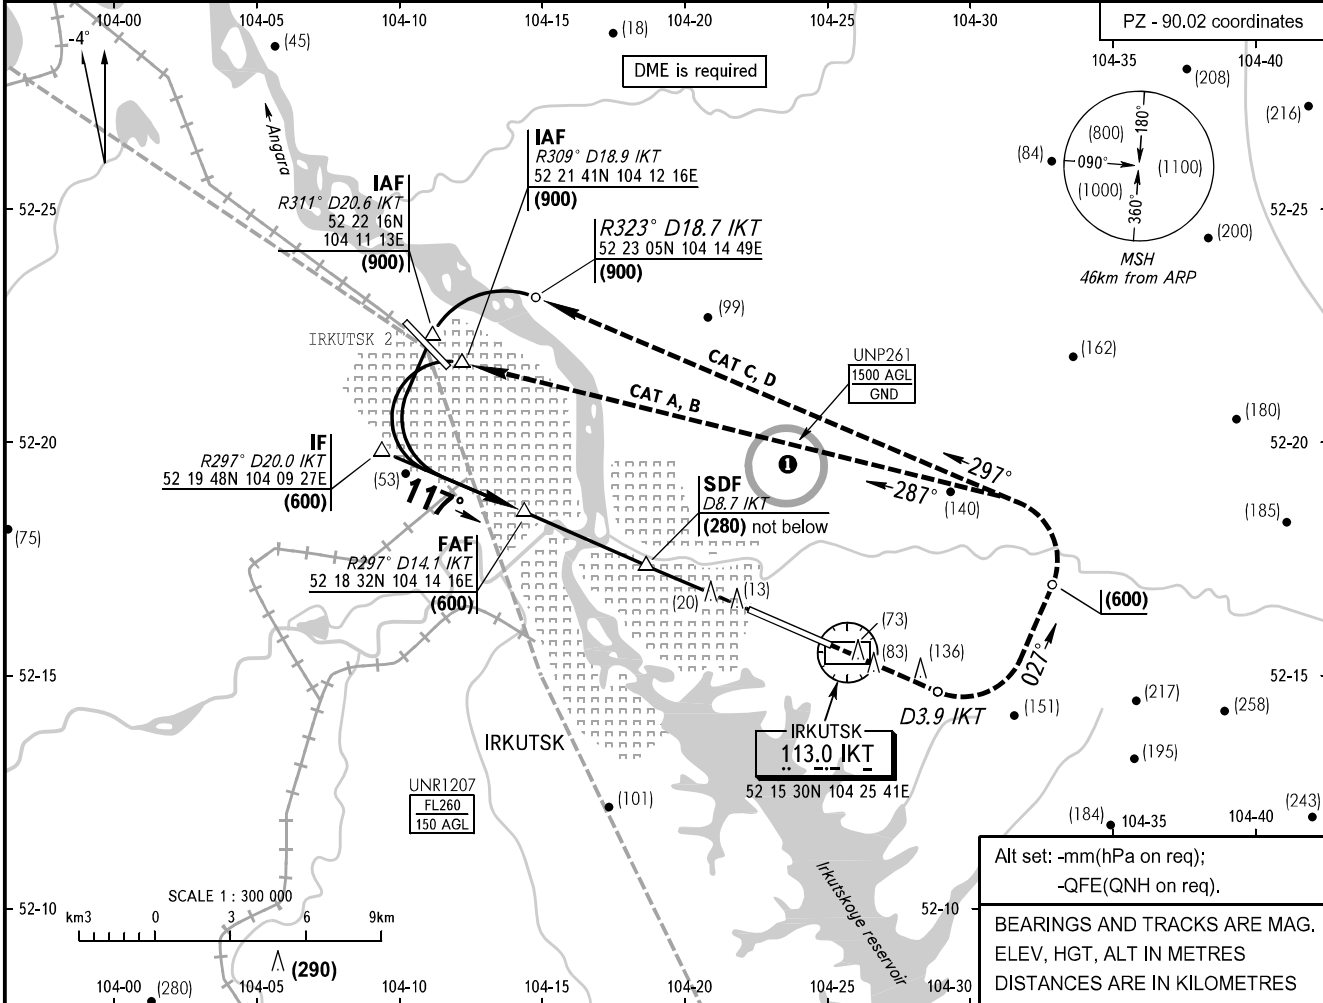 104-00
104-05
104-10
104-15
104-20
104-25
104-30
PZ - 90.02 coordinates
104-35
104-40
-4°
(45)
(18)
DME is required
(208)
(216)
Angara
(84)
(800)
180°
090°
(1100)
(1000)
360°
MSH
46km from ARP
IAF
R309° D18.9 IKT
52 21 41N 104 12 16E
(900)
IAF
R311° D20.6 IKT
52 22 16N
104 11 13E
(900)
R323° D18.7 IKT
52 23 05N 104 14 49E
(900)
52-25
52-25
(200)
(99)
(162)
IRKUTSK 2
CAT C, D
CAT A, B
UNP261
1500 AGL
GND
(180)
52-20
52-20
1
297°
287°
(140)
IF
R297° D20.0 IKT
52 19 48N 104 09 27E
(600)
(53)
117°
SDF
D8.7 IKT
(280) not below
(185)
(75)
FAF
R297° D14.1 IKT
52 18 32N 104 14 16E
(600)
(20)
(13)
(600)
(73)
(83)
(136)
027°
52-15
52-15
D3.9 IKT
(151)
(217)
(258)
(195)
IRKUTSK
IRKUTSK
113.0 IKT
52 15 30N 104 25 41E
UNR1207
FL260
150 AGL
(101)
(184)
104-35
104-40
(243)
Irkutskoye reservoir
Alt set: -mm(hPa on req);
-QFE(QNH on req).
BEARINGS AND TRACKS ARE MAG.
ELEV, HGT, ALT IN METRES
DISTANCES ARE IN KILOMETRES
SCALE 1 : 300 000
km3
0
3
6
9km
52-10
52-10
(290)
(280)
104-00
104-05
104-10
104-15
104-20
104-25
104-30